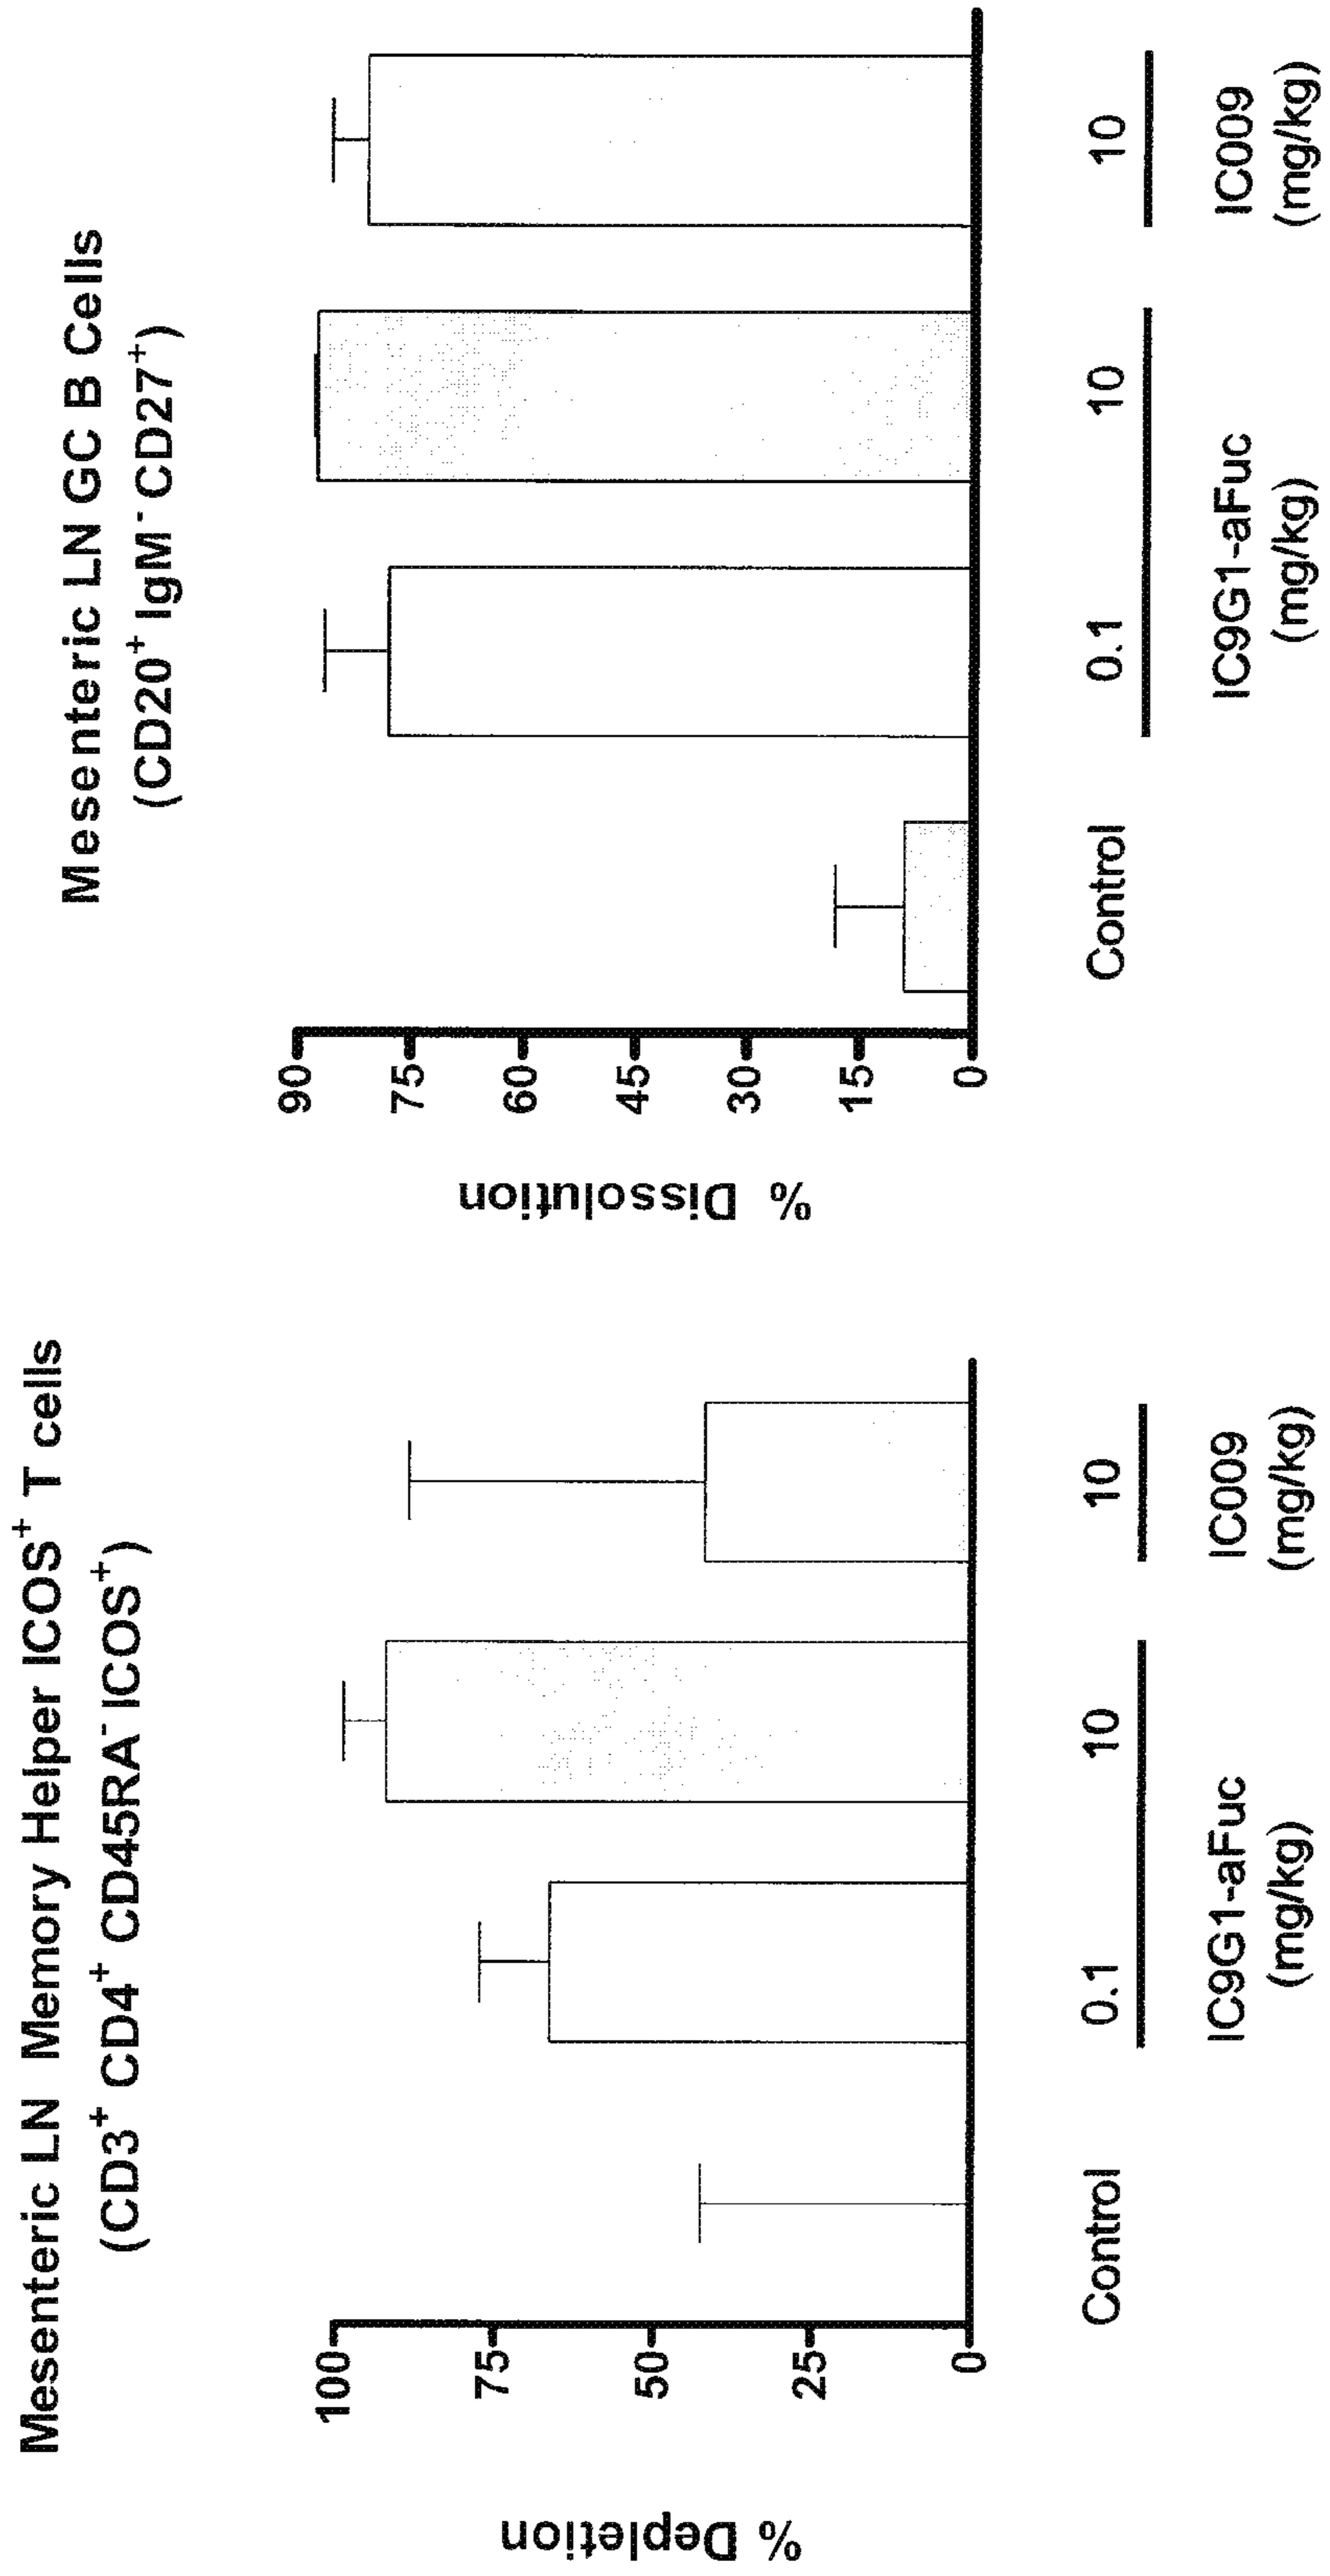 Mesenteric LN Memory Helper ICOS⁺ T cells
(CD3⁺ CD4⁺ CD45RA⁻ ICOS⁺)
% Depletion
100
75
50
25
0
Control
0.1
10
10
IC9G1-aFuc
(mg/kg)
IC009
(mg/kg)
Mesenteric LN GC B Cells
(CD20⁺ IgM⁻ CD27⁺)
% Dissolution
90
75
60
45
30
15
0
Control
0.1
10
10
IC9G1-aFuc
(mg/kg)
IC009
(mg/kg)